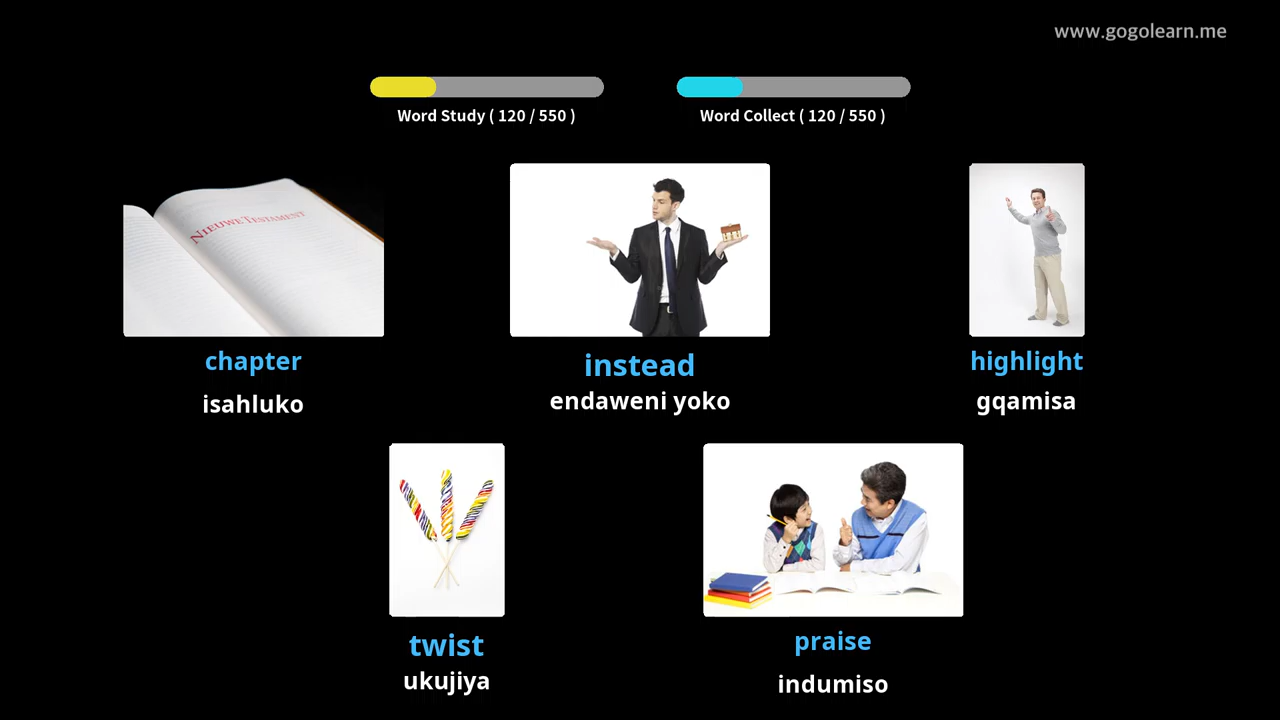 www.gogolearn.me
Word Study ( 120 / 550 )
Word Collect ( 120 / 550 )
NIEUWE TESTAMENT
chapter
isahluko
instead
endaweni yoko
highlight
gqamisa
twist
ukujiya
praise
indumiso